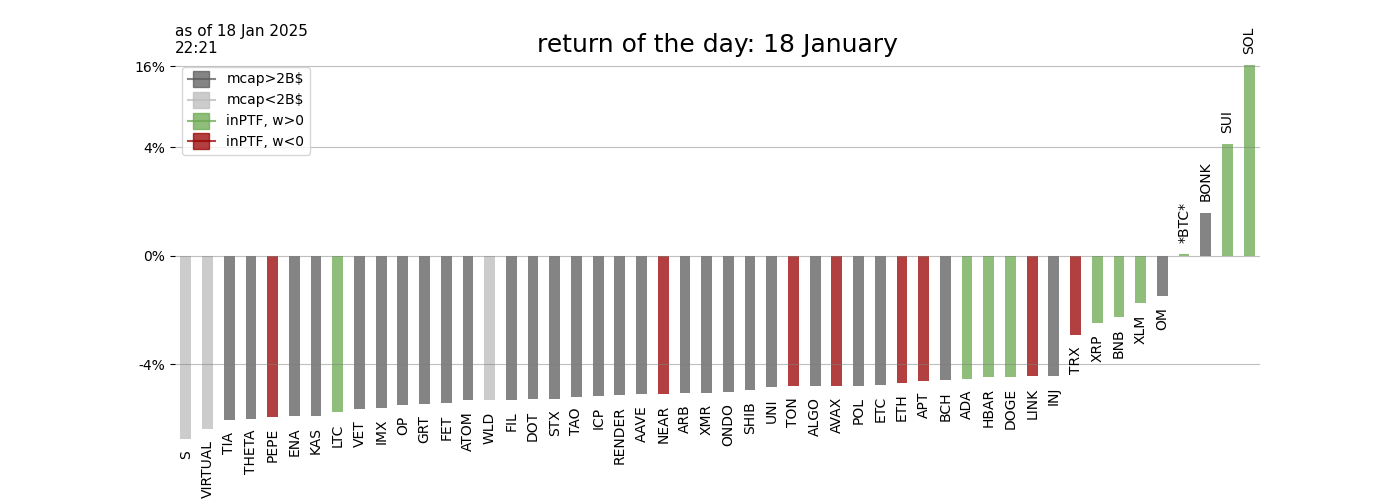 as of 18 Jan 2025
22:21
return of the day: 18 January
16%
4%
0%
-4%
mcap>2B$
mcap<2B$
inPTF, w>0
inPTF, w<0
S
VIRTUAL
TIA
THETA
PEPE
ENA
KAS
LTC
VET
IMX
OP
GRT
FET
ATOM
WLD
FIL
DOT
STX
TAO
ICP
RENDER
AAVE
NEAR
ARB
XMR
ONDO
SHIB
UNI
TON
ALGO
AVAX
POL
ETC
ETH
APT
BCH
ADA
HBAR
DOGE
LINK
INJ
TRX
XRP
BNB
XLM
OM
*BTC*
BONK
SUI
SOL